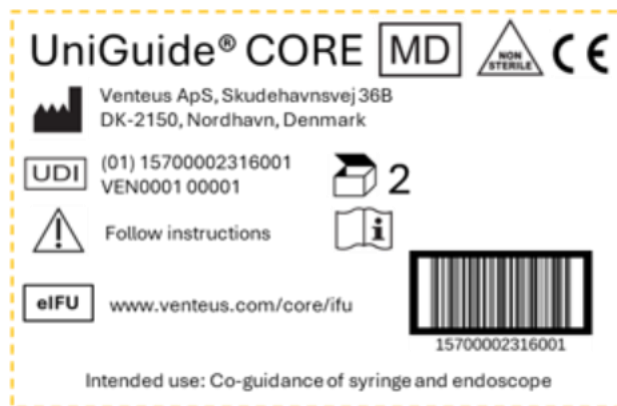 UniGuide® CORE MD NON STERILE CE
Venteus ApS, Skudehavnsvej 36B
DK-2150, Nordhavn, Denmark
UDI (01) 15700002316001
VEN0001 00001
2
Follow instructions i
eIFU www.venteus.com/core/ifu
15700002316001
Intended use: Co-guidance of syringe and endoscope